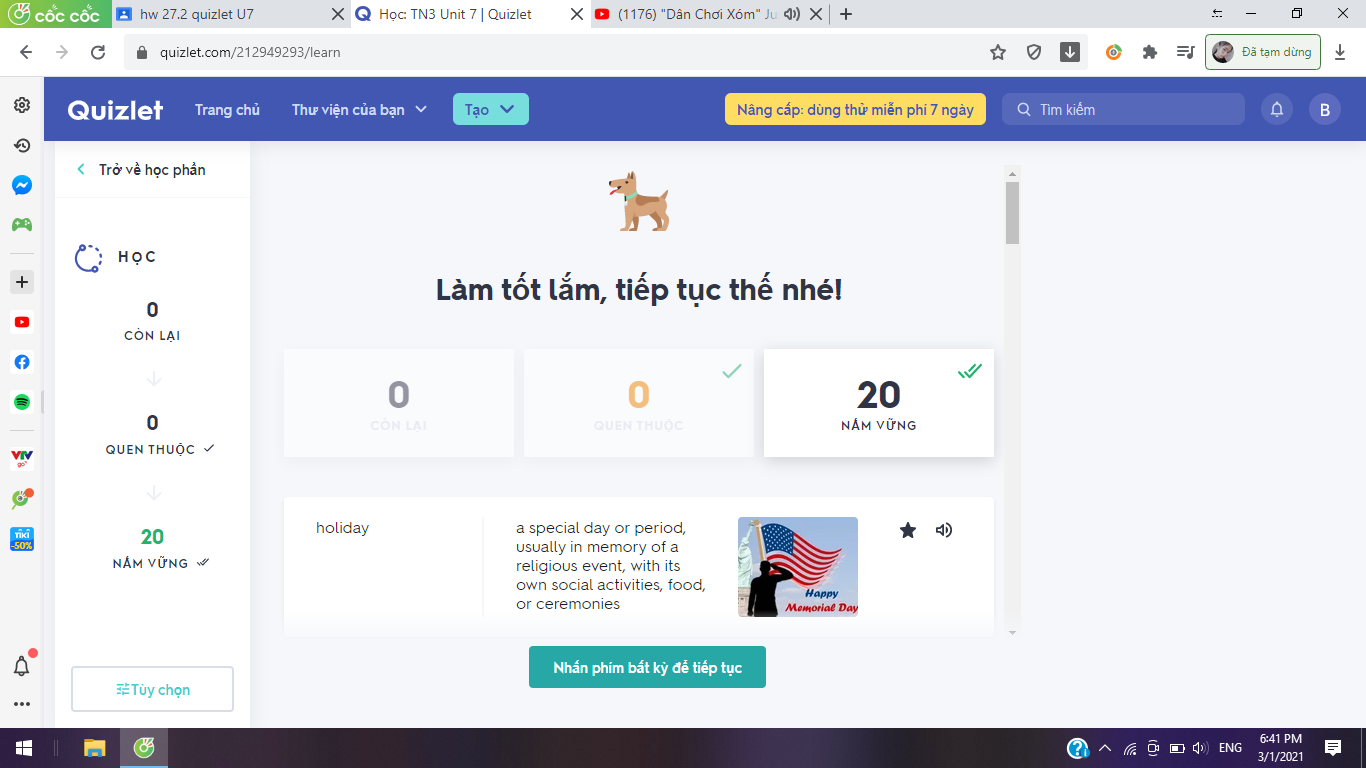 cốc cốc
hw 27.2 quizlet U7
Học: TN3 Unit 7 | Quizlet
(1176) "Dân Chơi Xóm" Ju
quizlet.com/212949293/learn
Đã tạm dừng
Quizlet
Trang chủ
Thư viện của bạn
Tạo
Nâng cấp: dùng thử miễn phí 7 ngày
Tìm kiếm
B
Trở về học phần
HỌC
0
CÒN LẠI
0
QUEN THUỘC
20
NẮM VỮNG
Tùy chọn
Làm tốt lắm, tiếp tục thế nhé!
0
CÒN LẠI
0
QUEN THUỘC
20
NẮM VỮNG
holiday
a special day or period,
usually in memory of a
religious event, with its
own social activities, food,
or ceremonies
Happy
Memorial Day
Nhấn phím bất kỳ để tiếp tục
VTV
go
TIKI
-50%
ENG
6:41 PM
3/1/2021